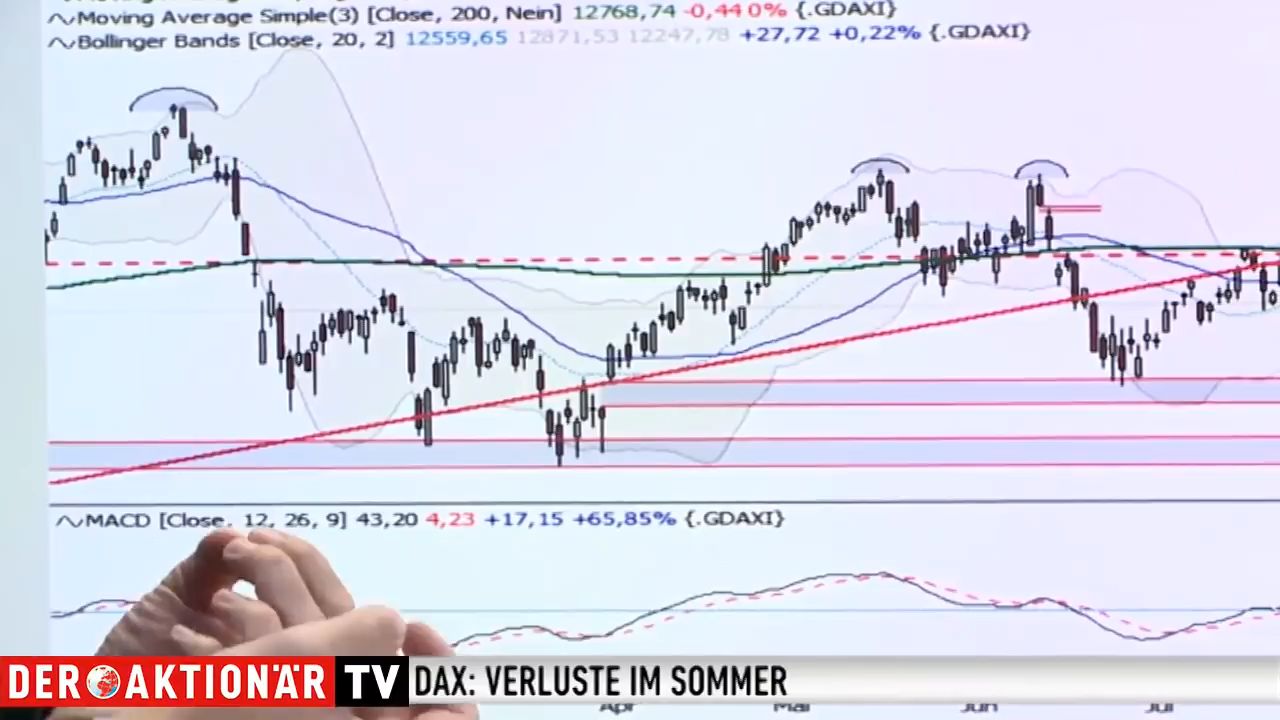 Moving Average Simple(3) [Close, 200, Nein] 12768,74 -0,44 0% {.GDAXI}
Bollinger Bands [Close, 20, 2] 12559,65 12871,53 12247,78 +27,72 +0,22% {.GDAXI}
MACD [Close, 12, 26, 9] 43,20 4,23 +17,15 +65,85% {.GDAXI}
DER AKTIONÄR TV DAX: VERLUSTE IM SOMMER
Apr Mai Jun Jul